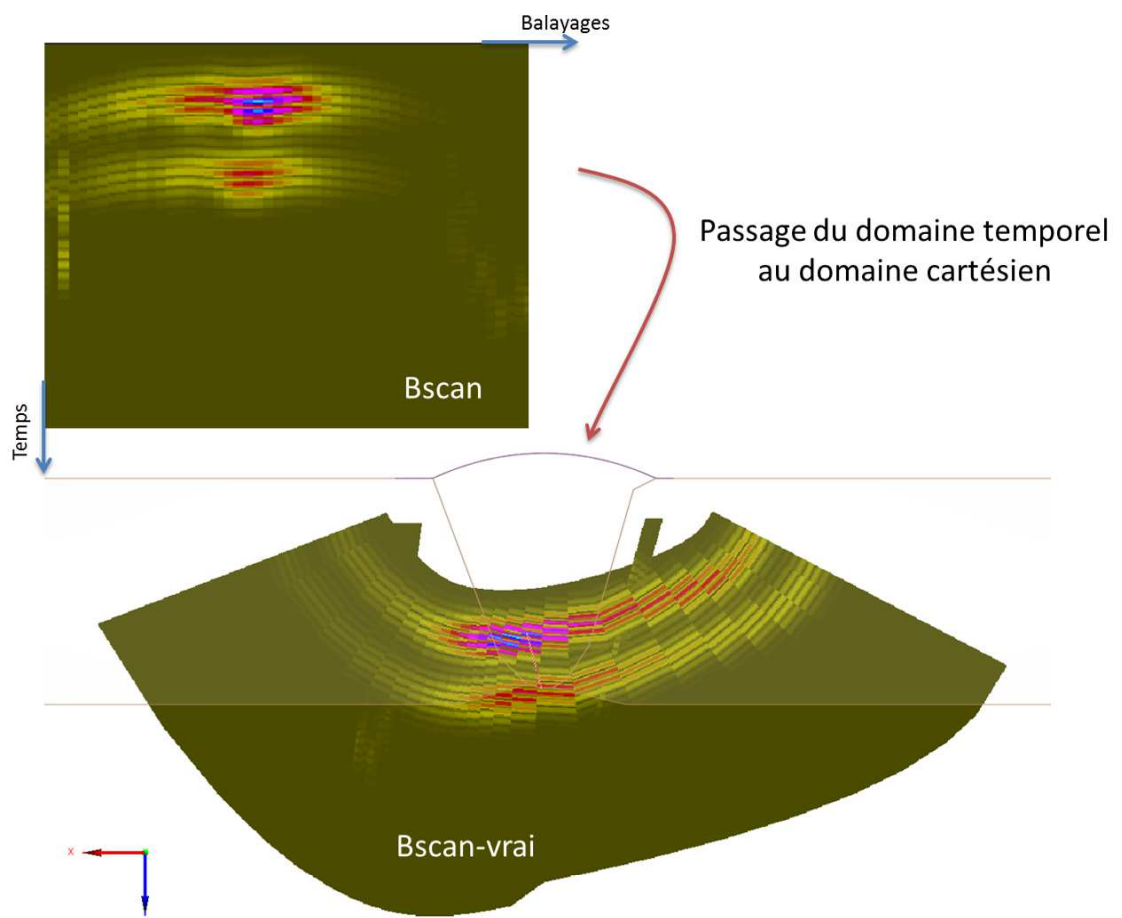 Balayages
Bscan
Temps
Passage du domaine temporel
au domaine cartésien
Bscan-vrai
x